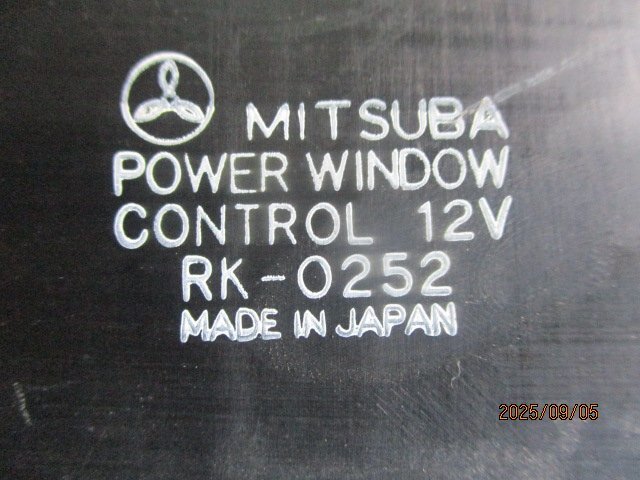 MITSUBA
POWER WINDOW
CONTROL 12V
RK-0252
MADE IN JAPAN
2025/09/05